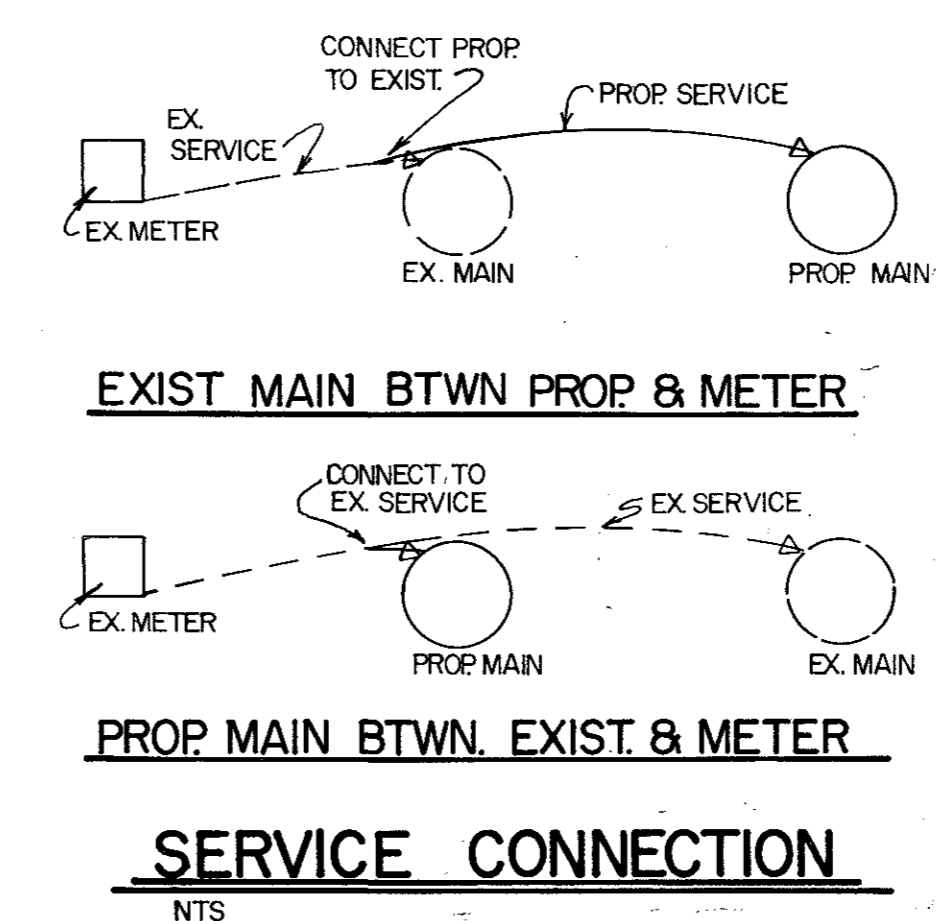 CONNECT PROP.
TO EXIST.
PROP. SERVICE
EX.
SERVICE
EX. METER
EX. MAIN
PROP. MAIN
EXIST MAIN BTWN PROP. & METER
CONNECT TO
EX. SERVICE
EX. SERVICE
EX. METER
PROP. MAIN
EX. MAIN
PROP. MAIN BTWN. EXIST. & METER
SERVICE CONNECTION
NTS